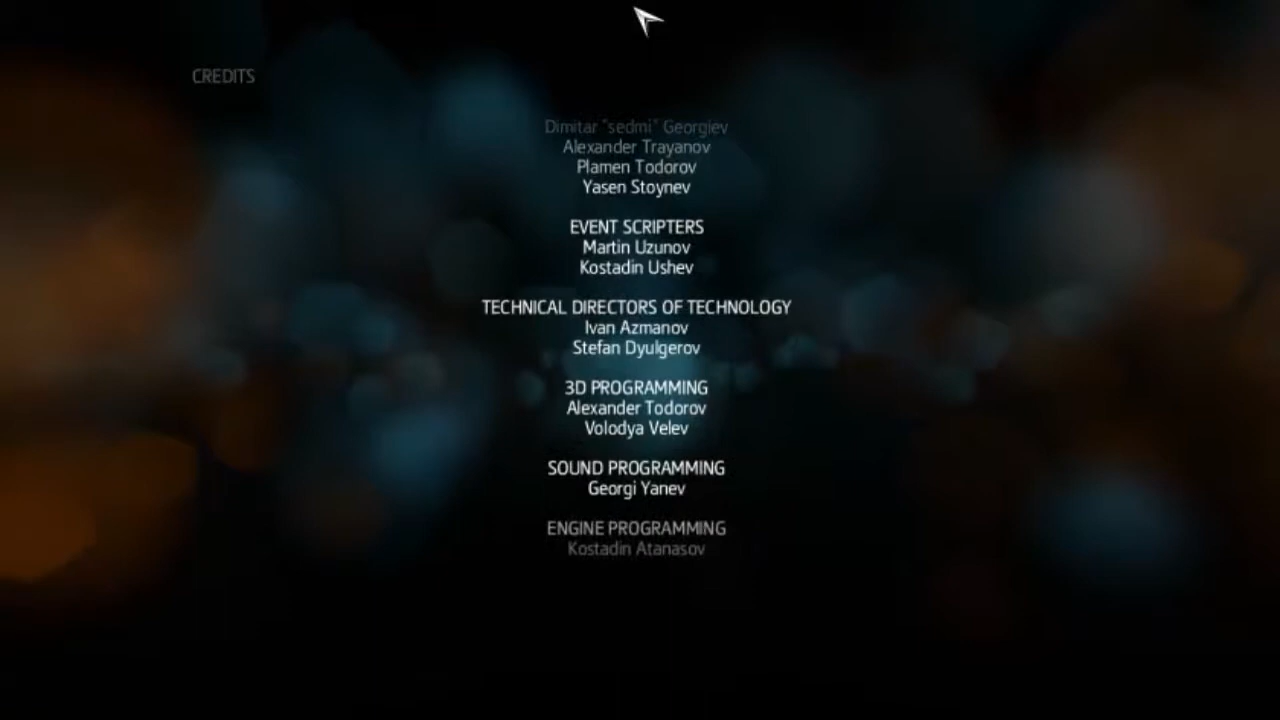 CREDITS
Dimitar "sedmi" Georgiev
Alexander Trayanov
Plamen Todorov
Yasen Stoynev
EVENT SCRIPTERS
Martin Uzunov
Kostadin Ushev
TECHNICAL DIRECTORS OF TECHNOLOGY
Ivan Azmanov
Stefan Dyulgerov
3D PROGRAMMING
Alexander Todorov
Volodya Velev
SOUND PROGRAMMING
Georgi Yanev
ENGINE PROGRAMMING
Kostadin Atanasov